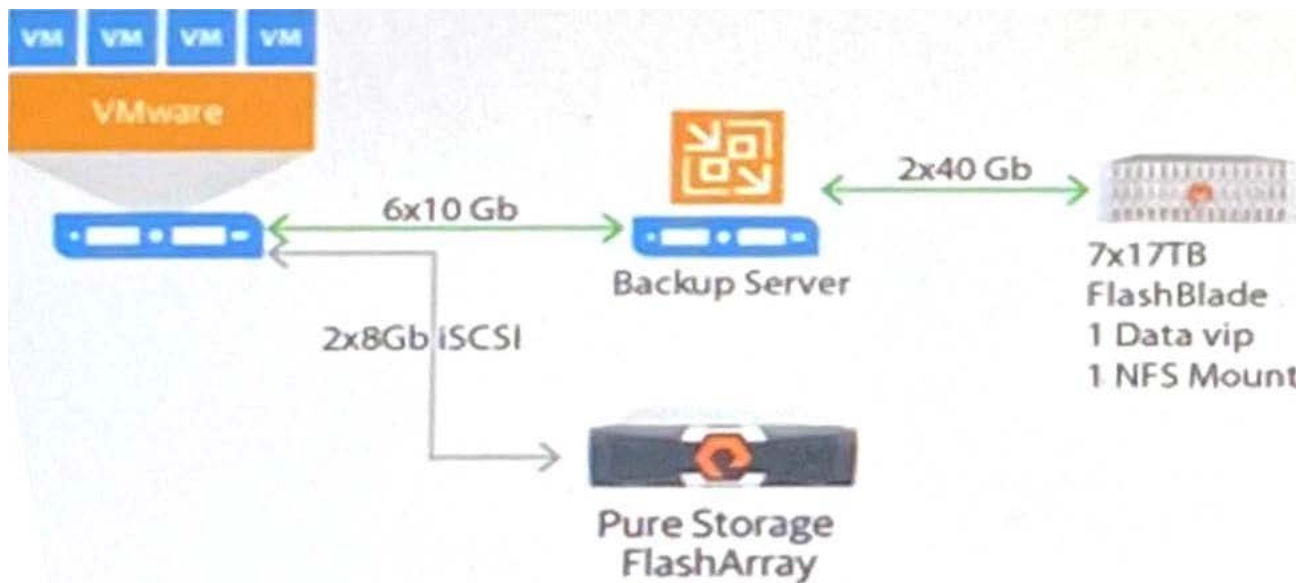 VM VM VM VM
VMware
6x10 Gb
2x40 Gb
Backup Server
7x17TB
FlashBlade
1 Data vip
1 NFS Mount
2x8Gb iSCSI
Pure Storage
FlashArray